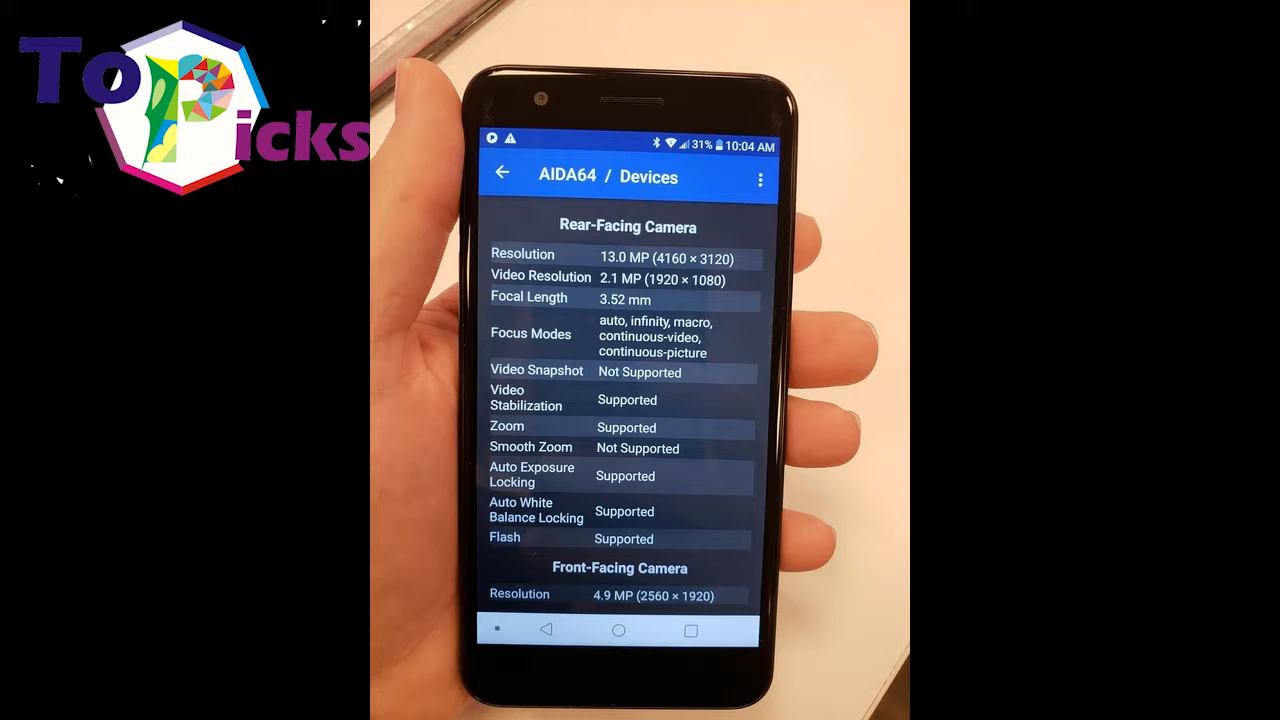 ToPicks
31% 10:04 AM
AIDA64 / Devices
Rear-Facing Camera
Resolution 13.0 MP (4160 × 3120)
Video Resolution 2.1 MP (1920 × 1080)
Focal Length 3.52 mm
Focus Modes auto, infinity, macro,
continuous-video,
continuous-picture
Video Snapshot Not Supported
Video
Stabilization Supported
Zoom Supported
Smooth Zoom Not Supported
Auto Exposure
Locking Supported
Auto White
Balance Locking Supported
Flash Supported
Front-Facing Camera
Resolution 4.9 MP (2560 × 1920)